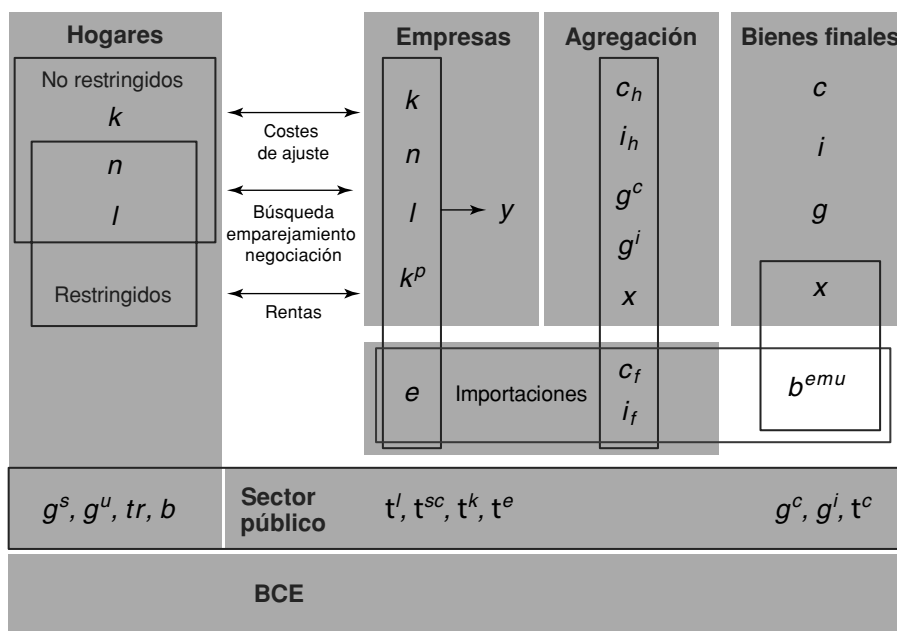 Hogares
Empresas
Agregación
Bienes finales
No restringidos
k
n
l
Restringidos
Costes
de ajuste
Búsqueda
emparejamiento
negociación
Rentas
k
n
l
y
k^p
e
Importaciones
c_h
i_h
g^c
g^i
x
c_f
i_f
c
i
g
x
b^emu
g^s, g^u, tr, b
Sector
público
t^l, t^sc, t^k, t^e
g^c, g^i, t^c
BCE